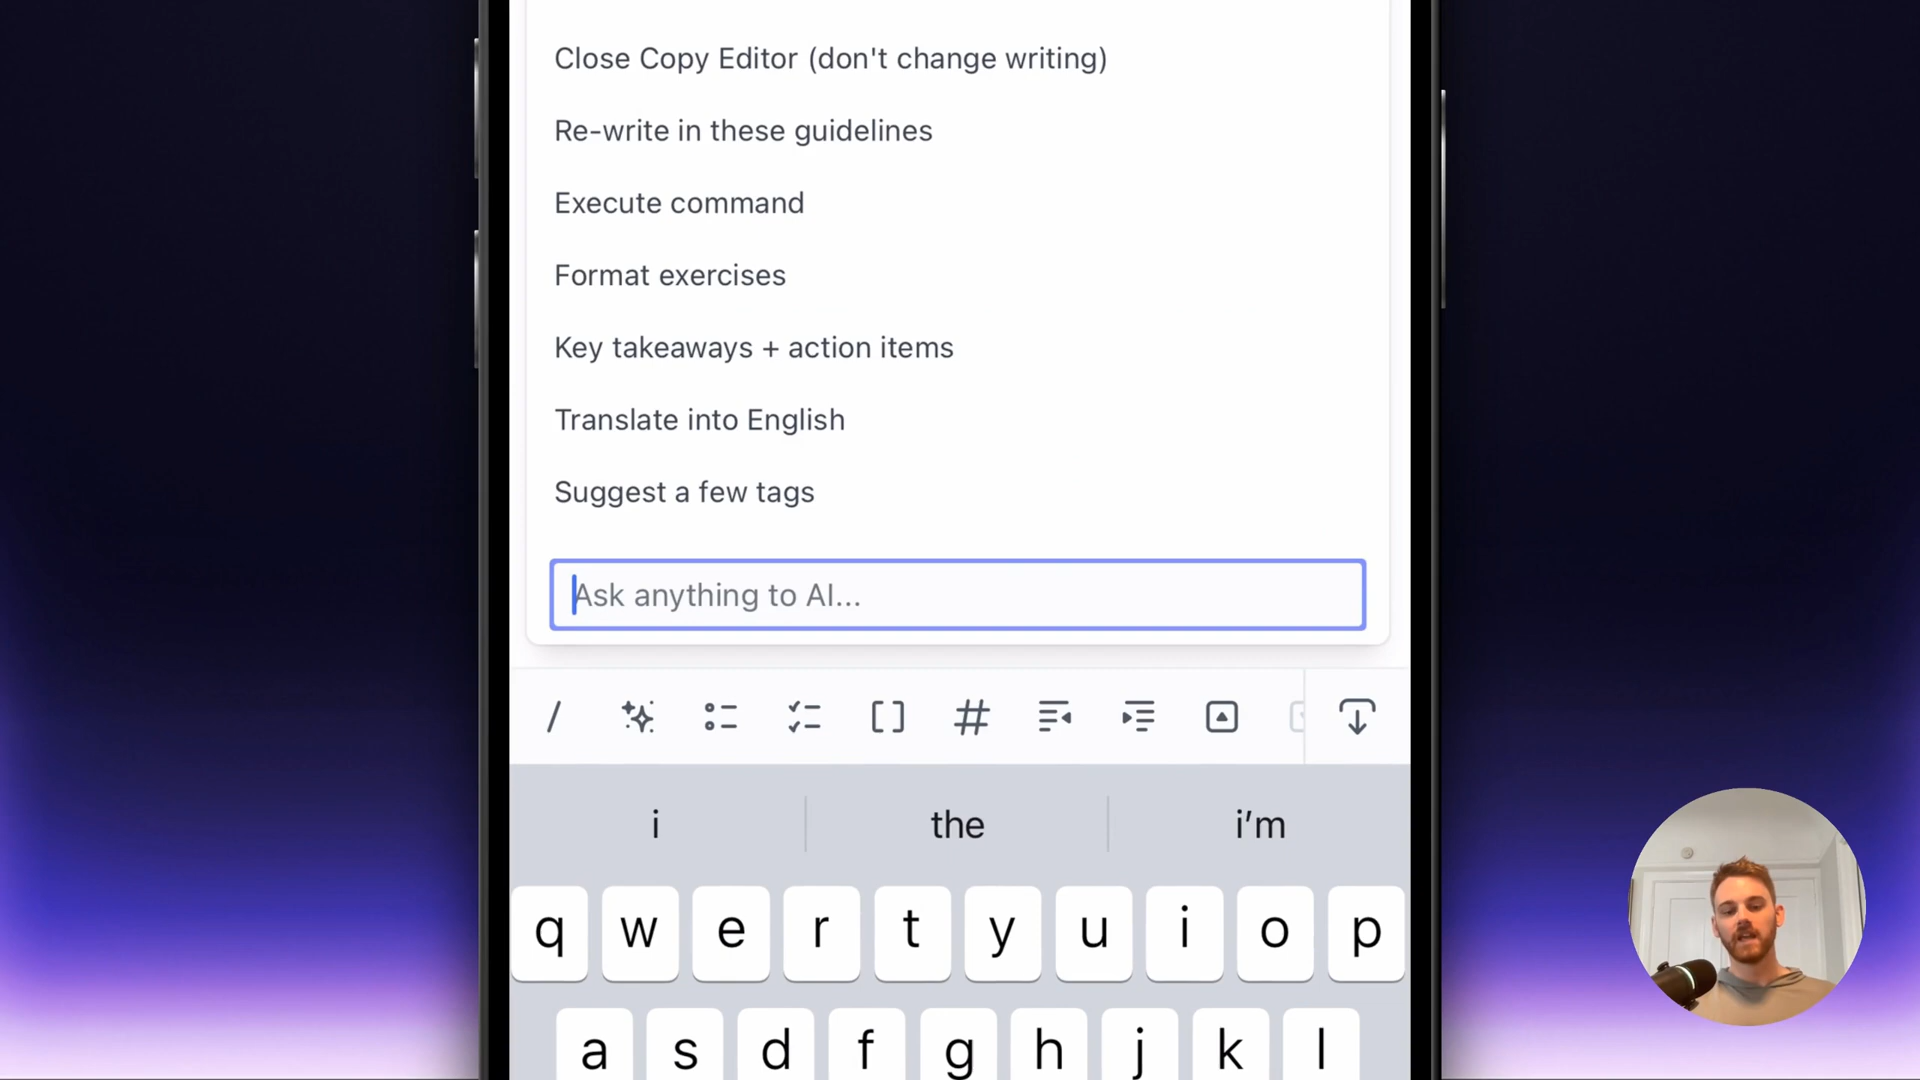 Close Copy Editor (don't change writing)
Re-write in these guidelines
Execute command
Format exercises
Key takeaways + action items
Translate into English
Suggest a few tags
Ask anything to AI...
/ [ ] #
i the i’m
q w e r t y u i o p
a s d f g h j k l